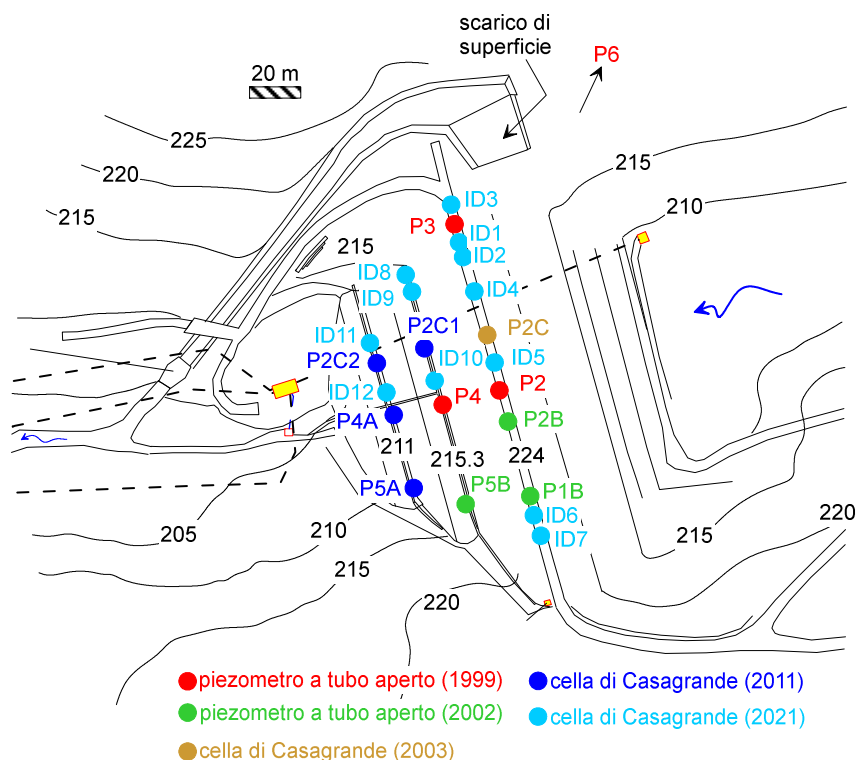 scarico di
superficie
P6
20 m
225
220
215
215
210
ID3
P3
ID1
ID2
215
ID8
ID9
ID4
P2C1
P2C
ID11
P2C2
ID10
ID5
ID12
P4
P2
P4A
P2B
211
215.3
224
P5A
P5B
P1B
ID6
ID7
205
210
215
220
215
220
piezometro a tubo aperto (1999)
cella di Casagrande (2011)
piezometro a tubo aperto (2002)
cella di Casagrande (2021)
cella di Casagrande (2003)